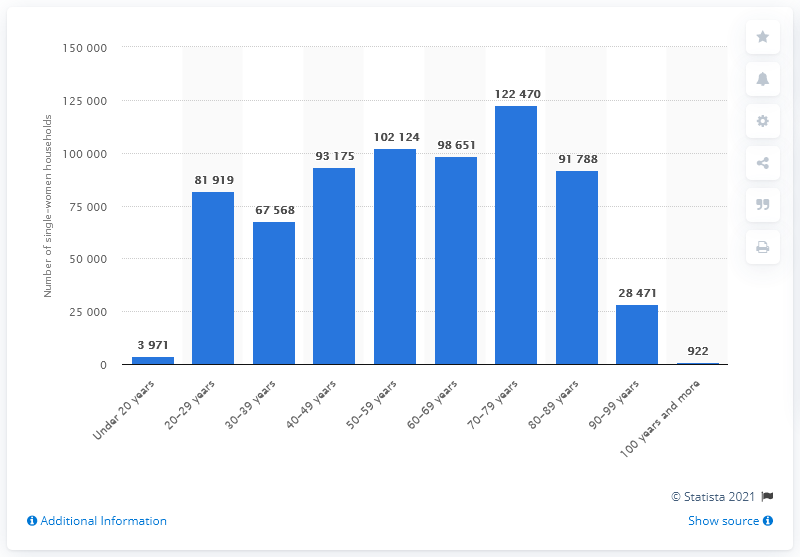 150 000
125 000
100 000
75 000
50 000
25 000
0
Number of single-women households
3 971
81 919
67 568
93 175
102 124
98 651
122 470
91 788
28 471
922
Under 20 years
20-29 years
30-39 years
40-49 years
50-59 years
60-69 years
70-79 years
80-89 years
90-99 years
100 years and more
© Statista 2021
Additional Information
Show source